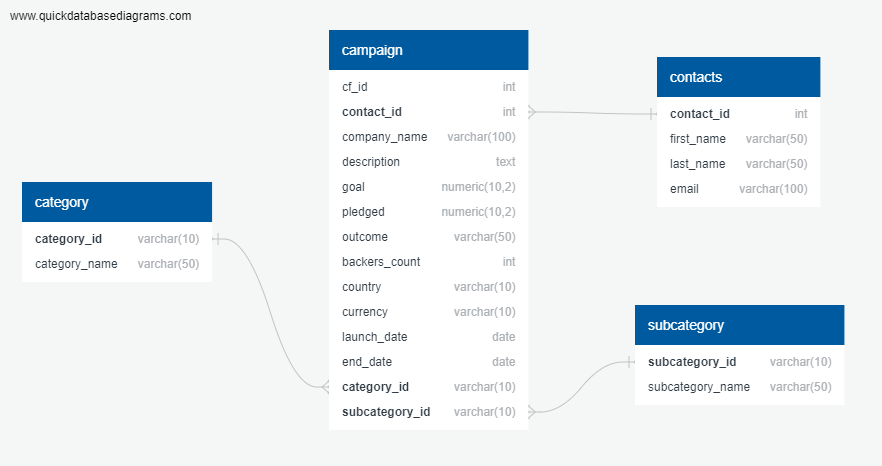 www.quickdatabasediagrams.com
campaign
cf_id int
contact_id int
company_name varchar(100)
description text
goal numeric(10,2)
pledged numeric(10,2)
outcome varchar(50)
backers_count int
country varchar(10)
currency varchar(10)
launch_date date
end_date date
category_id varchar(10)
subcategory_id varchar(10)
contacts
contact_id int
first_name varchar(50)
last_name varchar(50)
email varchar(100)
category
category_id varchar(10)
category_name varchar(50)
subcategory
subcategory_id varchar(10)
subcategory_name varchar(50)